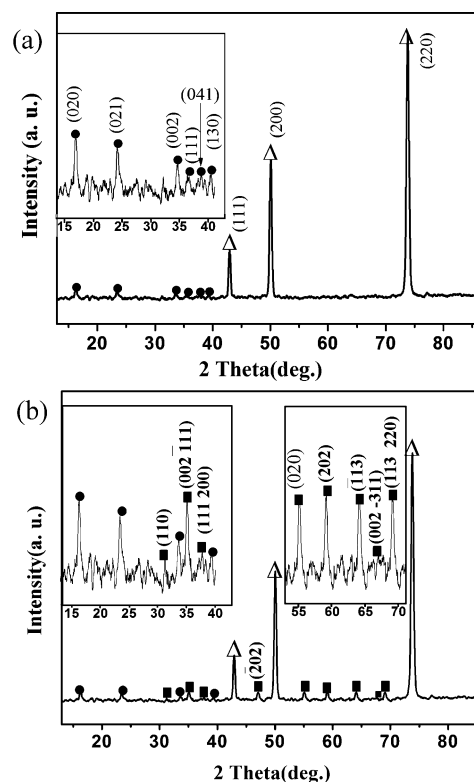 (a)
(020)
(021)
(002)
(111)
(041)
(130)
15 20 25 30 35 40
(111)
(200)
(220)
Intensity (a. u.)
10 20 30 40 50 60 70 80
2 Theta(deg.)
(b)
(110)
(002 1̅11)
(111 200)
15 20 25 30 35 40
(020)
(202)
(1̅13)
(002 -311)
(113 220)
55 60 65 70
(2̅02)
Intensity(a. u.)
20 30 40 50 60 70 80
2 Theta(deg.)